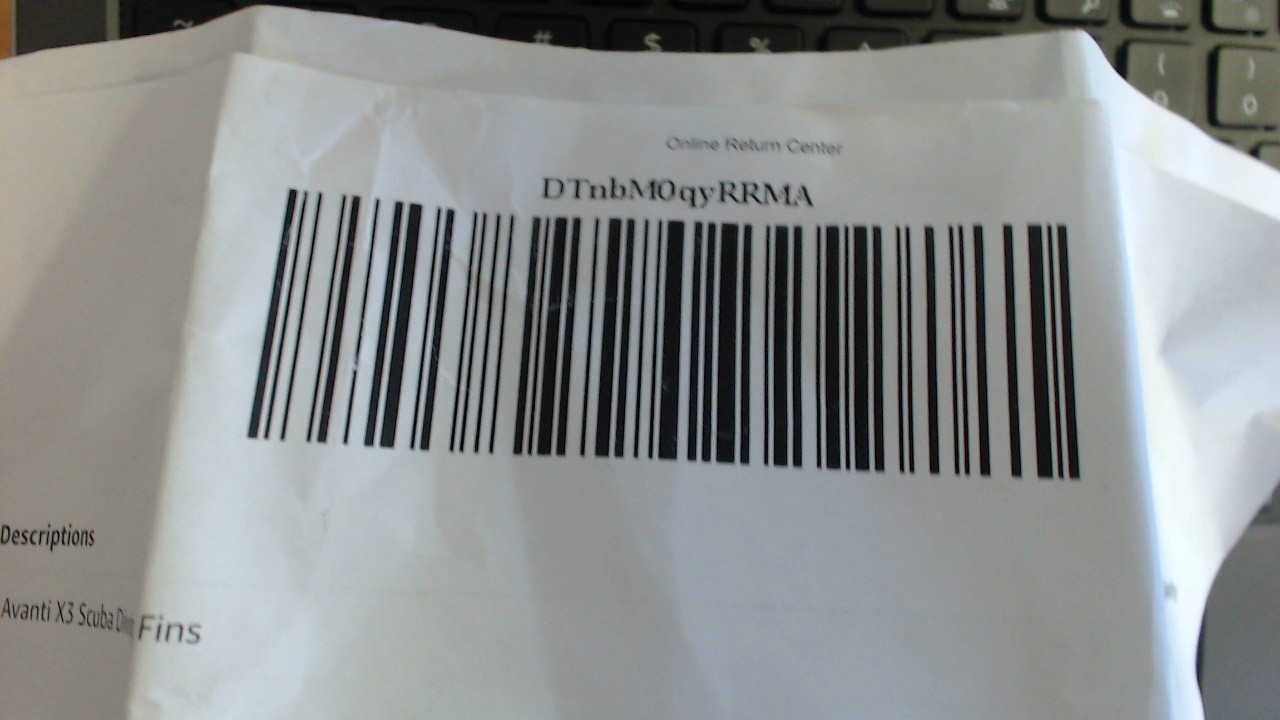 Online Return Center
DTnbM0qyRRMA
Descriptions
Avanti X3 Scuba Fins